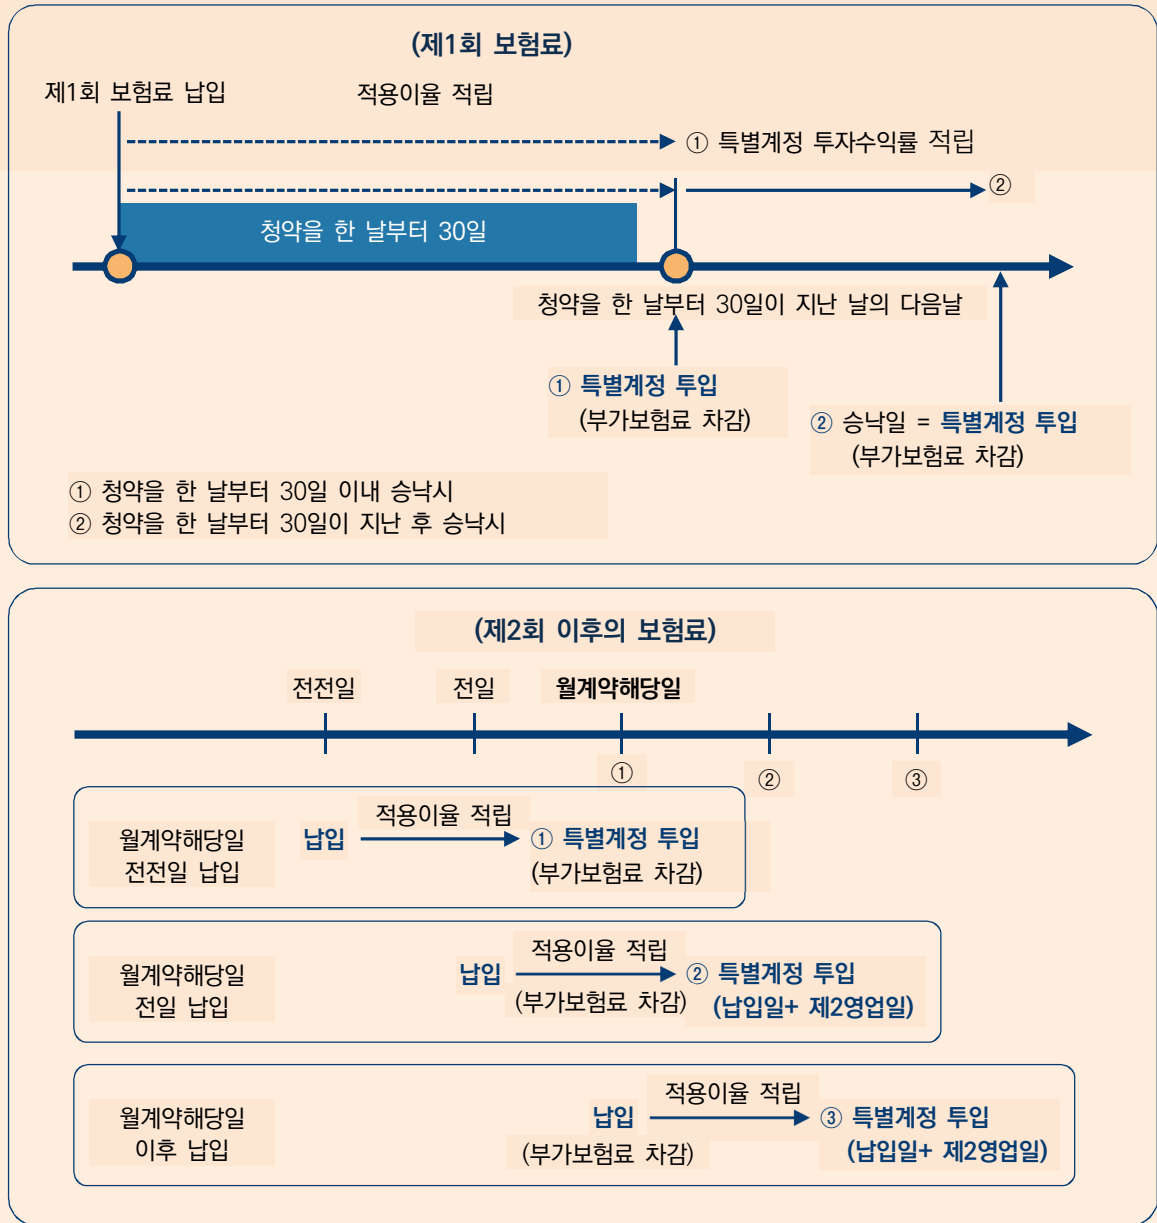 (제1회 보험료)
제1회 보험료 납입
적용이율 적립
① 특별계정 투자수익률 적립
②
청약을 한 날부터 30일
청약을 한 날부터 30일이 지난 날의 다음날
① 특별계정 투입
(부가보험료 차감)
② 승낙일 = 특별계정 투입
(부가보험료 차감)
① 청약을 한 날부터 30일 이내 승낙시
② 청약을 한 날부터 30일이 지난 후 승낙시
(제2회 이후의 보험료)
전전일
전일
월계약해당일
①
②
③
월계약해당일
전전일 납입
납입
적용이율 적립
① 특별계정 투입
(부가보험료 차감)
월계약해당일
전일 납입
납입
적용이율 적립
(부가보험료 차감)
② 특별계정 투입
(납입일+ 제2영업일)
월계약해당일
이후 납입
납입
(부가보험료 차감)
적용이율 적립
③ 특별계정 투입
(납입일+ 제2영업일)